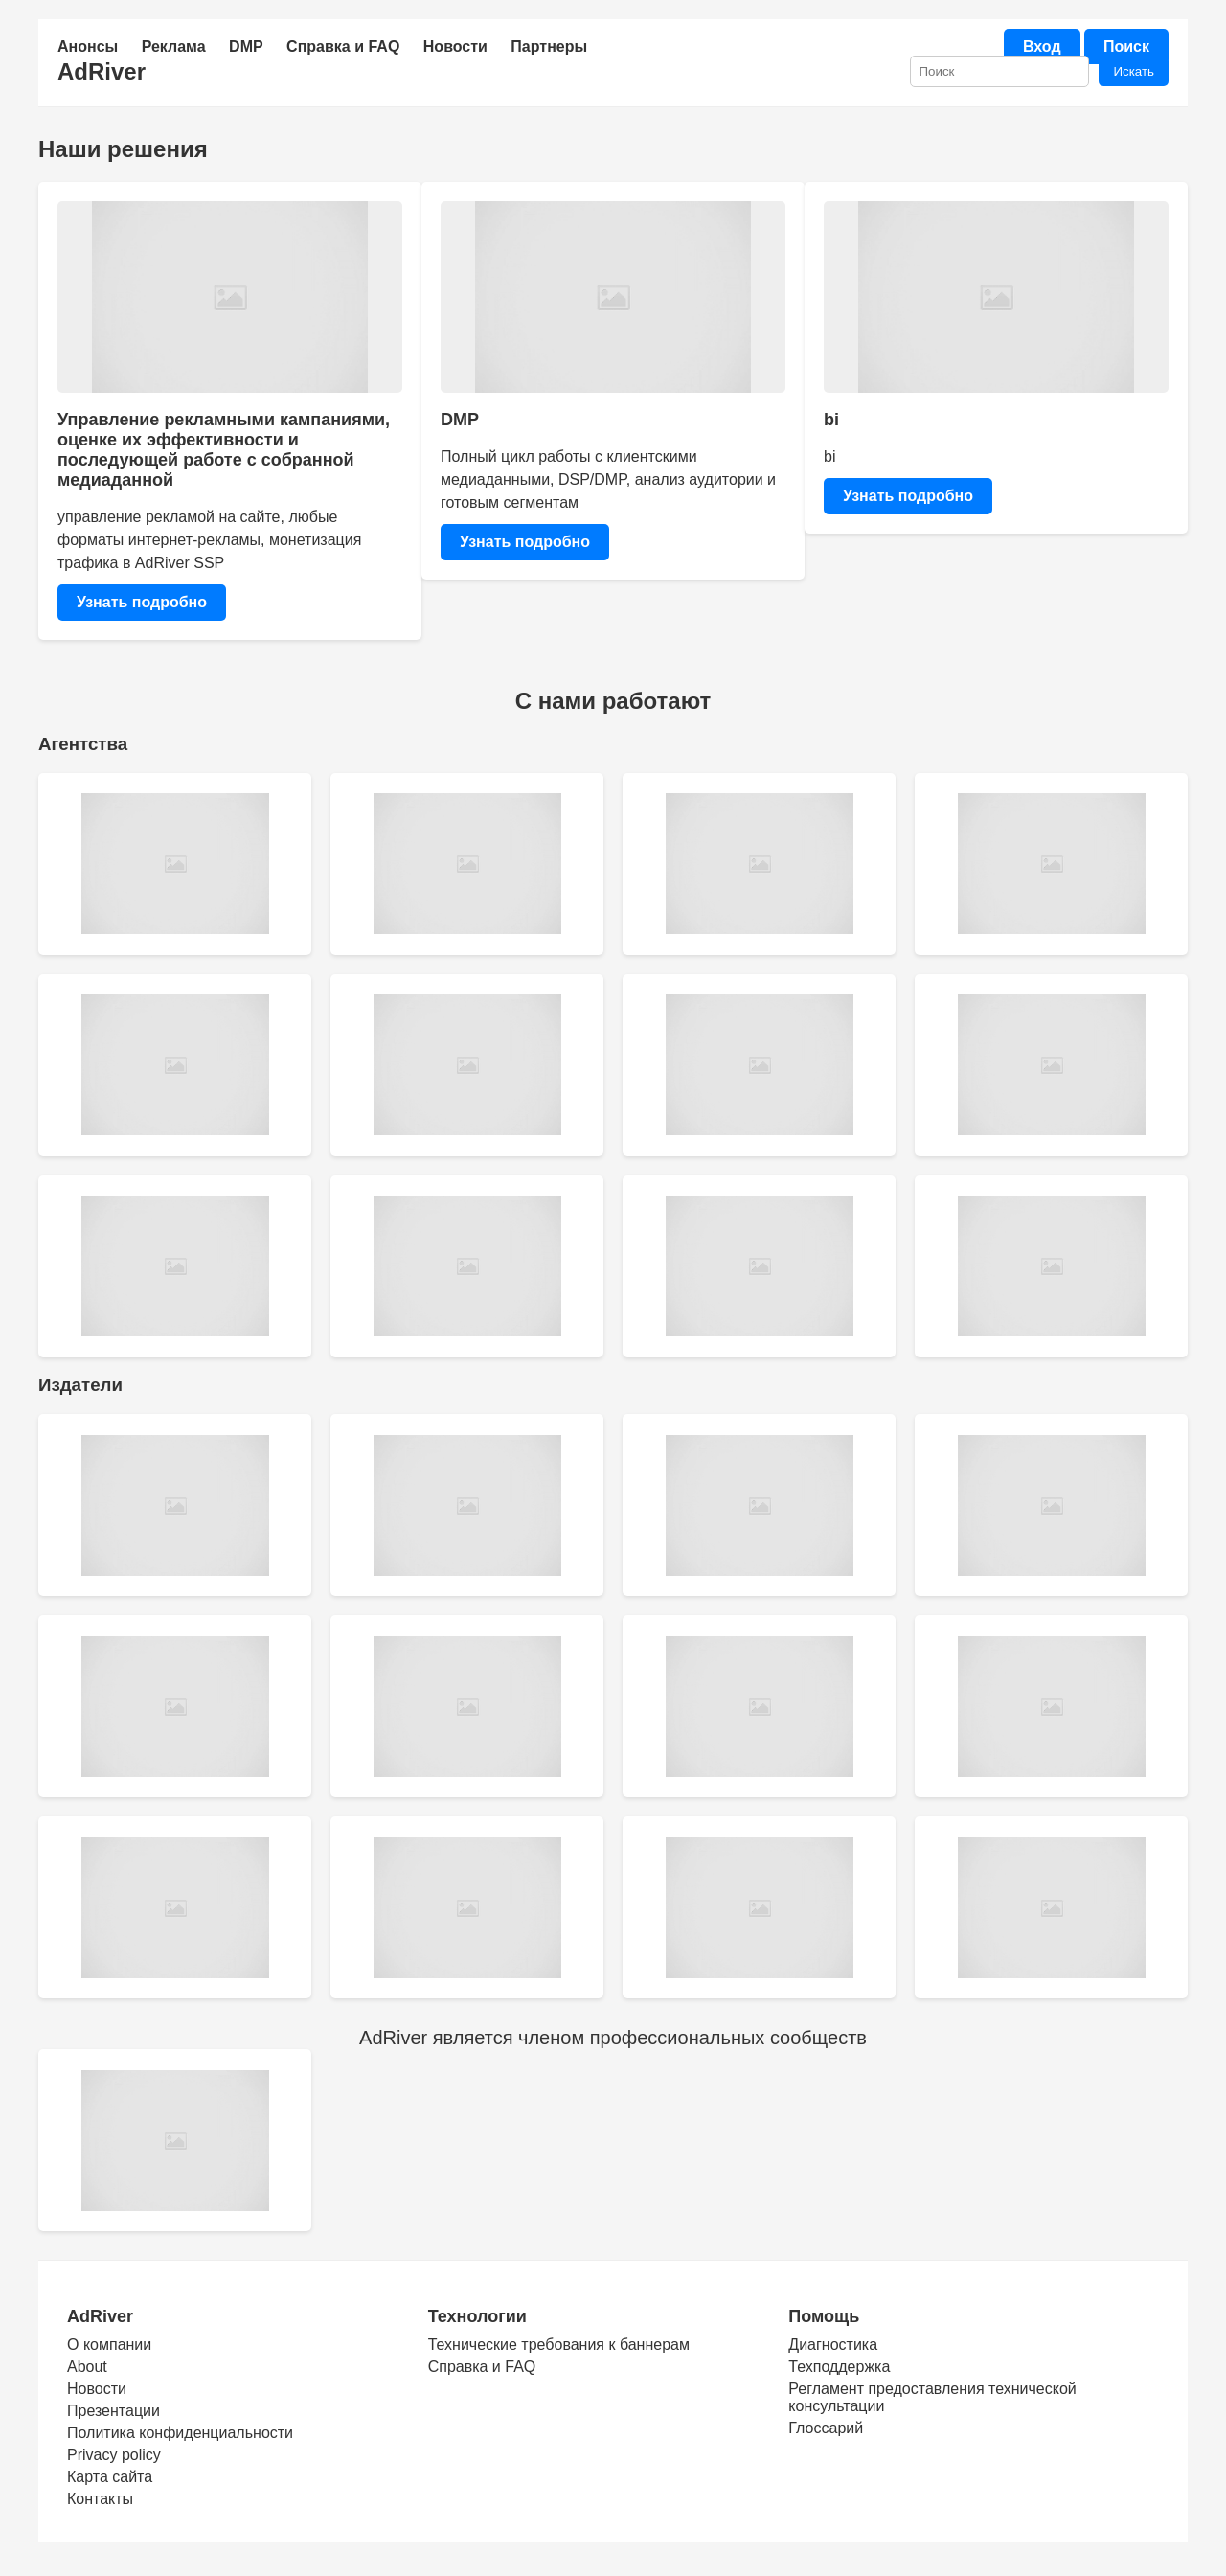 Анонсы Реклама DMP Справка и FAQ Новости Партнеры Вход Поиск
AdRiver Поиск Искать
Наши решения
Управление рекламными кампаниями,
оценке их эффективности и
последующей работе с собранной
медиаданной
управление рекламой на сайте, любые
форматы интернет-рекламы, монетизация
трафика в AdRiver SSP
Узнать подробно
DMP
Полный цикл работы с клиентскими
медиаданными, DSP/DMP, анализ аудитории и
готовым сегментам
Узнать подробно
bi
bi
Узнать подробно
С нами работают
Агентства
Издатели
AdRiver является членом профессиональных сообществ
AdRiver
О компании
About
Новости
Презентации
Политика конфиденциальности
Privacy policy
Карта сайта
Контакты
Технологии
Технические требования к баннерам
Справка и FAQ
Помощь
Диагностика
Техподдержка
Регламент предоставления технической
консультации
Глоссарий